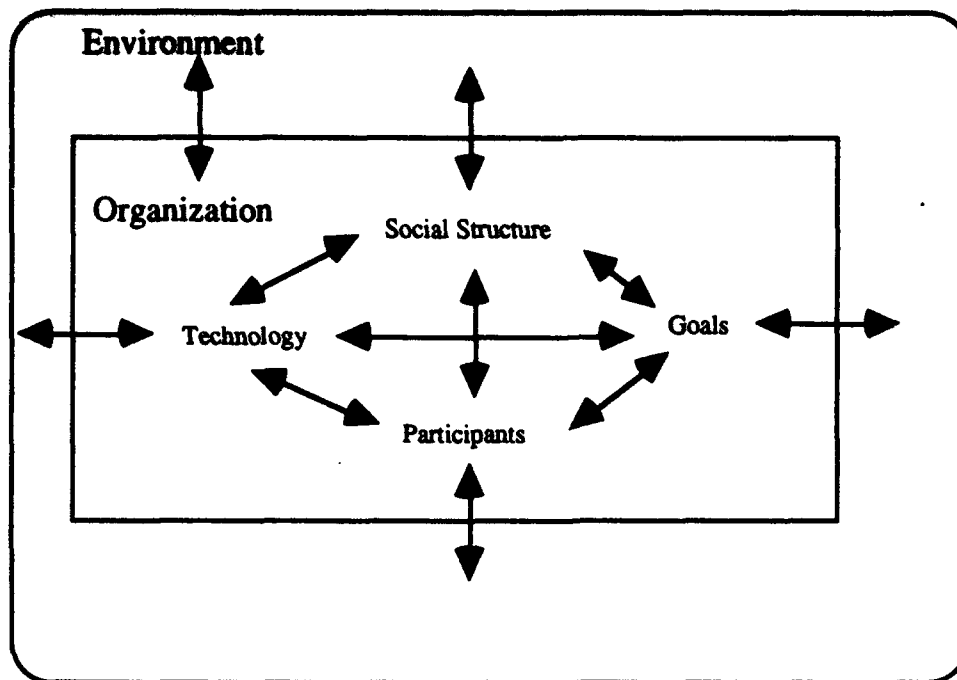 Environment
Organization
Social Structure
Technology
Goals
Participants